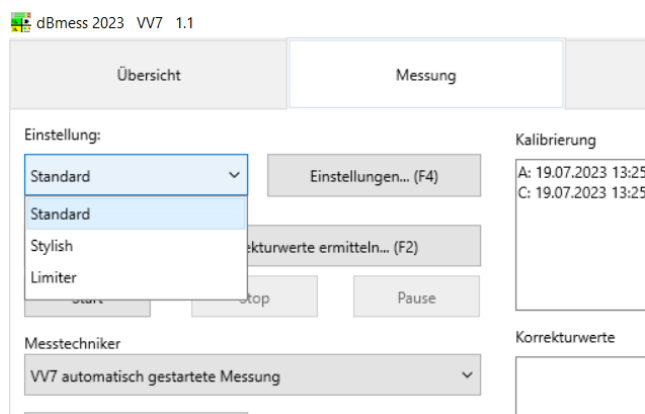 dBmess 2023 VV7 1.1
Übersicht
Messung
Einstellung:
Standard
Einstellungen... (F4)
Standard
Stylish
Limiter
werte ermitteln... (F2)
Stop
Pause
Messtechniker
VV7 automatisch gestartete Messung
Kalibrierung
A: 19.07.2023 13:25
C: 19.07.2023 13:25
Korrekturwerte